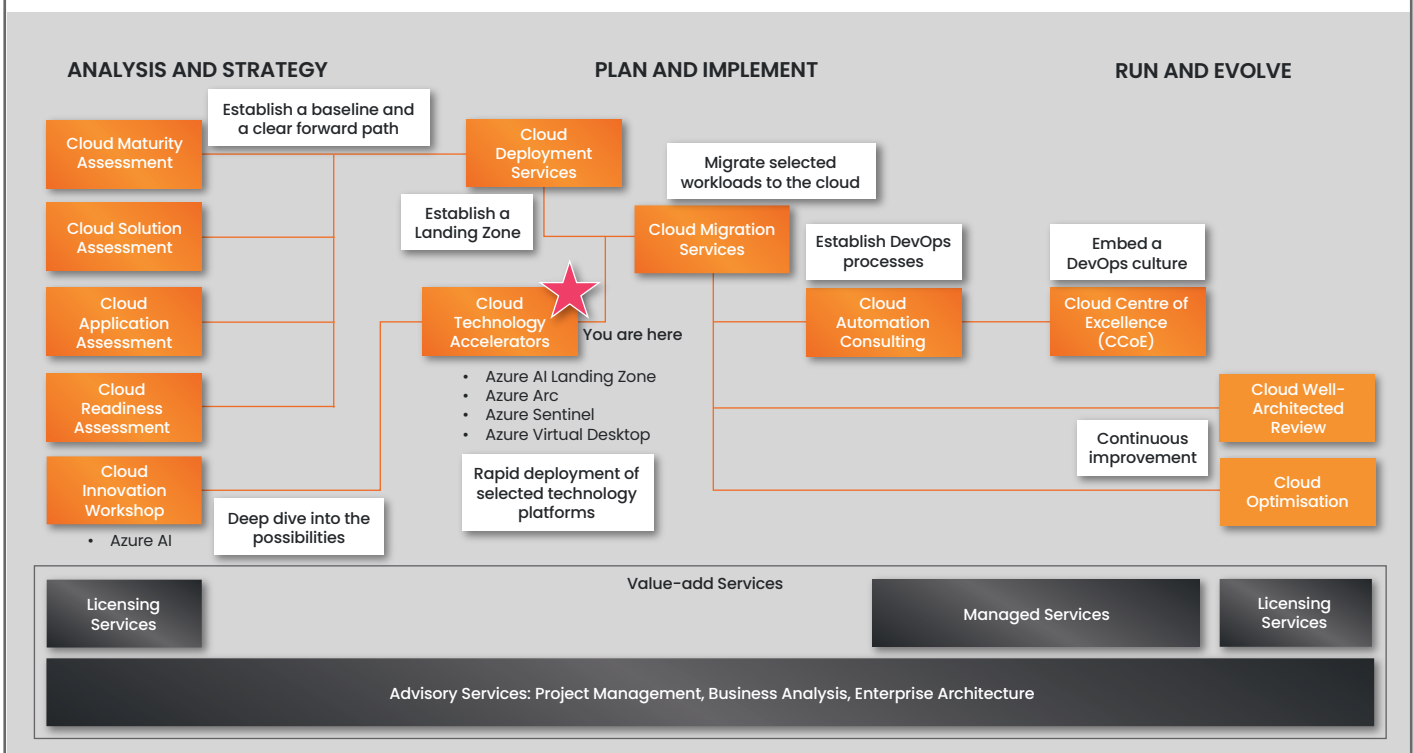 ANALYSIS AND STRATEGY
PLAN AND IMPLEMENT
RUN AND EVOLVE
Establish a baseline and
a clear forward path
Cloud Maturity
Assessment
Cloud Solution
Assessment
Cloud
Application
Assessment
Cloud
Readiness
Assessment
Cloud
Innovation
Workshop
• Azure AI
Deep dive into the
possibilities
Cloud
Deployment
Services
Establish a
Landing Zone
Cloud
Technology
Accelerators
You are here
• Azure AI Landing Zone
• Azure Arc
• Azure Sentinel
• Azure Virtual Desktop
Rapid deployment of
selected technology
platforms
Migrate selected
workloads to the cloud
Cloud Migration
Services
Establish DevOps
processes
Cloud
Automation
Consulting
Embed a
DevOps culture
Cloud Centre of
Excellence
(CCoE)
Cloud Well-
Architected
Review
Continuous
improvement
Cloud
Optimisation
Value-add Services
Licensing
Services
Managed Services
Licensing
Services
Advisory Services: Project Management, Business Analysis, Enterprise Architecture